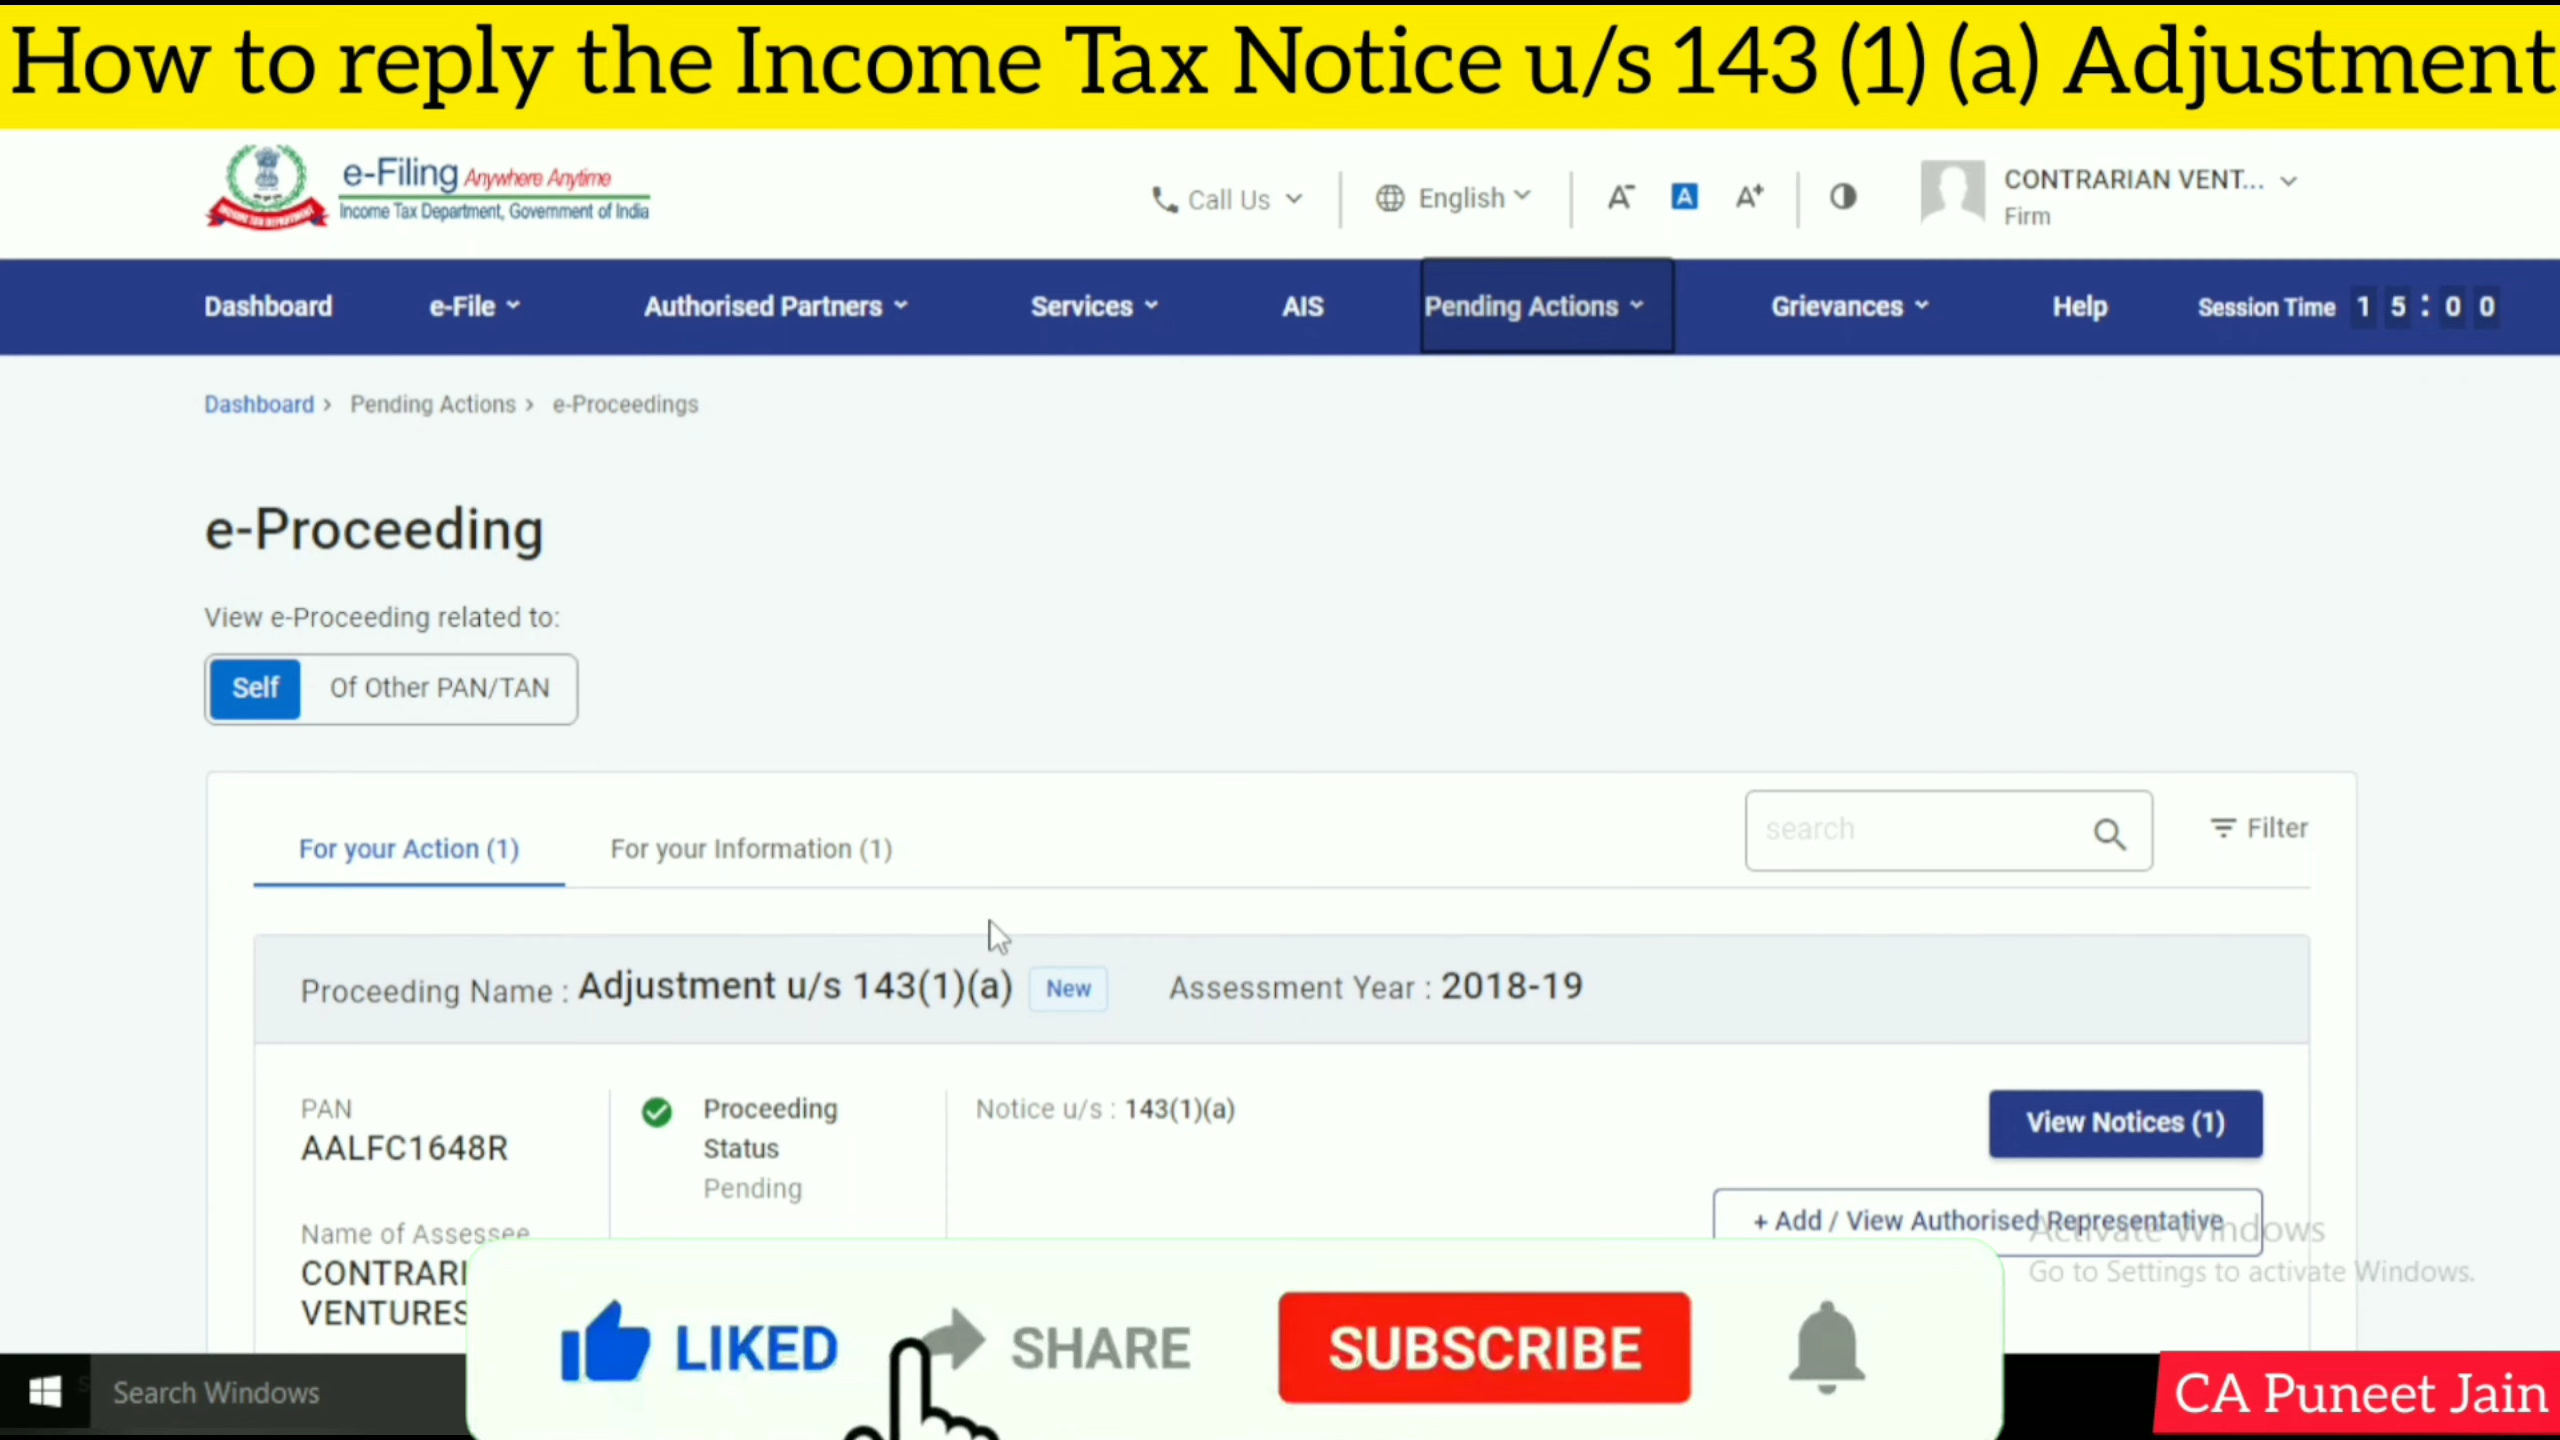 How to reply the Income Tax Notice u/s 143 (1) (a) Adjustment
e-Filing Anywhere Anytime
Income Tax Department, Government of India
INCOME TAX DEPARTMENT
Call Us
English
A-
A
A+
CONTRARIAN VENT...
Firm
Dashboard
e-File
Authorised Partners
Services
AIS
Pending Actions
Grievances
Help
Session Time 15:00
Dashboard > Pending Actions > e-Proceedings
e-Proceeding
View e-Proceeding related to:
Self
Of Other PAN/TAN
For your Action (1)
For your Information (1)
search
Filter
Proceeding Name : Adjustment u/s 143(1)(a) New
Assessment Year : 2018-19
PAN
AALFC1648R
Proceeding
Status
Pending
Notice u/s : 143(1)(a)
View Notices (1)
+ Add / View Authorised Representative
Name of Assessee
CONTRARI
VENTURES
Activate Windows
Go to Settings to activate Windows.
LIKED
SHARE
SUBSCRIBE
Search Windows
CA Puneet Jain